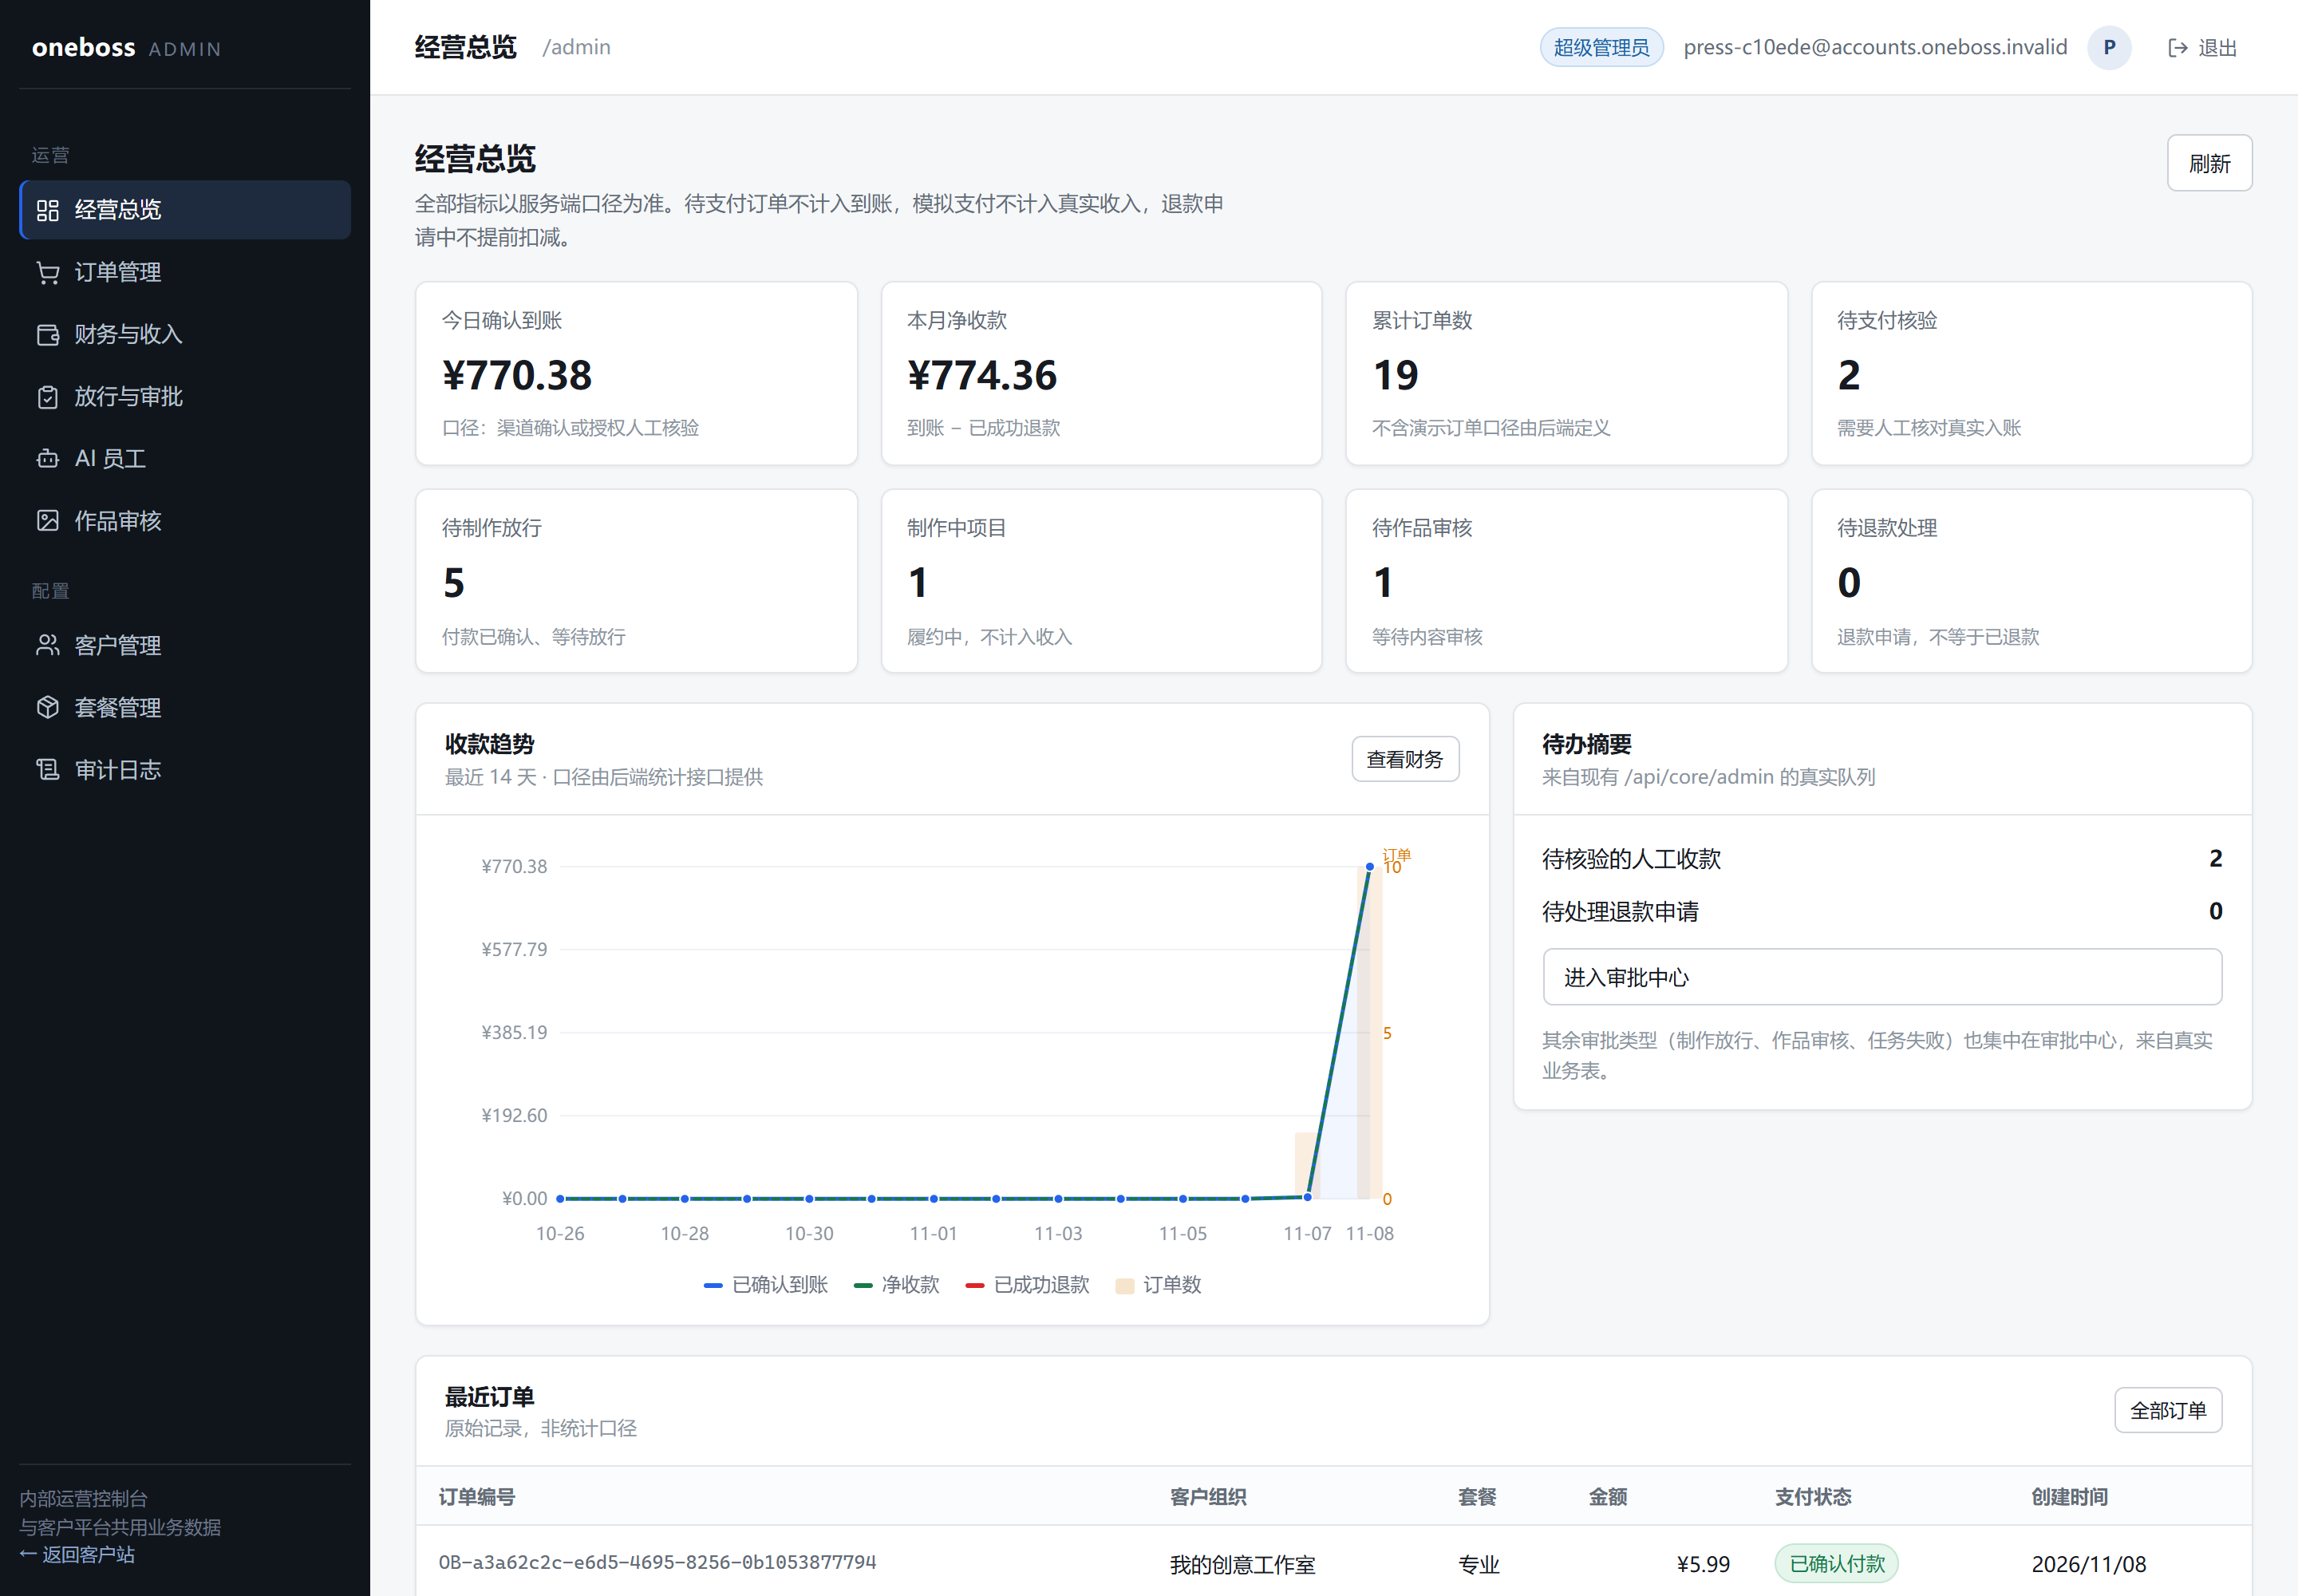 oneboss ADMIN
运营
经营总览
订单管理
财务与收入
放行与审批
AI 员工
作品审核
配置
客户管理
套餐管理
审计日志
内部运营控制台
与客户平台共用业务数据
← 返回客户站
经营总览 /admin
超级管理员 press-c10ede@accounts.oneboss.invalid P 退出
经营总览
刷新
全部指标以服务端口径为准。待支付订单不计入到账，模拟支付不计入真实收入，退款申
请中不提前扣减。
今日确认到账
¥770.38
口径：渠道确认或授权人工核验
本月净收款
¥774.36
到账 − 已成功退款
累计订单数
19
不含演示订单口径由后端定义
待支付核验
2
需要人工核对真实入账
待制作放行
5
付款已确认、等待放行
制作中项目
1
履约中，不计入收入
待作品审核
1
等待内容审核
待退款处理
0
退款申请，不等于已退款
收款趋势
最近 14 天 · 口径由后端统计接口提供
查看财务
订单
¥770.38 10
¥577.79
¥385.19 5
¥192.60
¥0.00 0
10-26 10-28 10-30 11-01 11-03 11-05 11-07 11-08
已确认到账 净收款 已成功退款 订单数
待办摘要
来自现有 /api/core/admin 的真实队列
待核验的人工收款 2
待处理退款申请 0
进入审批中心
其余审批类型（制作放行、作品审核、任务失败）也集中在审批中心，来自真实
业务表。
最近订单
原始记录，非统计口径
全部订单
订单编号 客户组织 套餐 金额 支付状态 创建时间
OB-a3a62c2c-e6d5-4695-8256-0b1053877794 我的创意工作室 专业 ¥5.99 已确认付款 2026/11/08